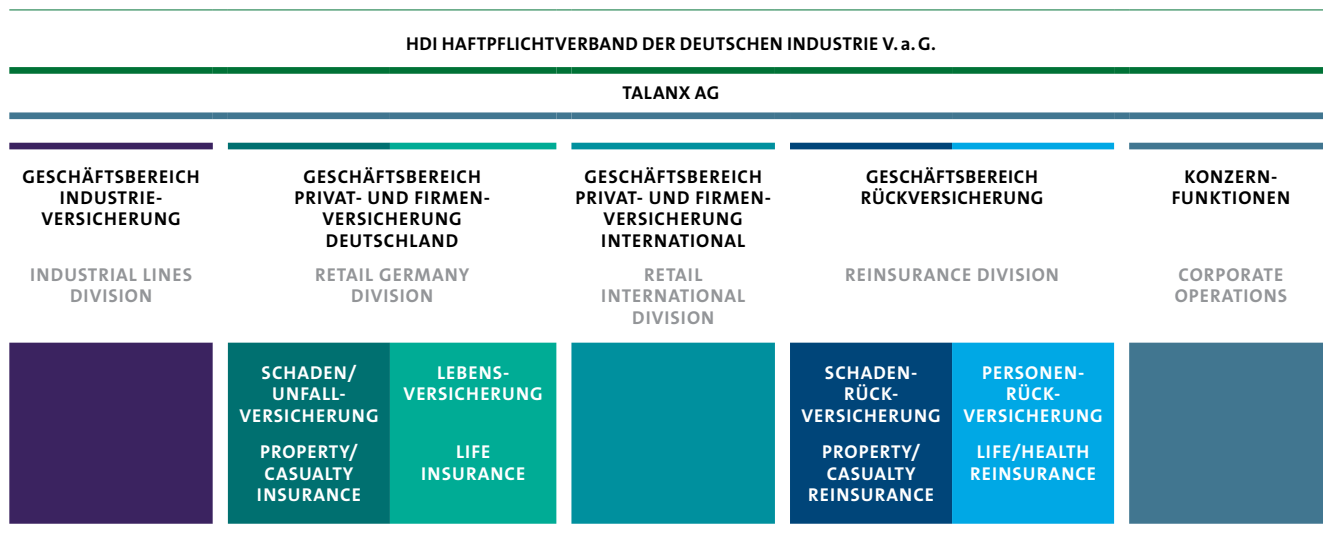 HDI HAFTPFLICHTVERBAND DER DEUTSCHEN INDUSTRIE V. a. G.
TALANX AG
GESCHÄFTSBEREICH
INDUSTRIE-
VERSICHERUNG
INDUSTRIAL LINES
DIVISION
GESCHÄFTSBEREICH
PRIVAT- UND FIRMEN-
VERSICHERUNG
DEUTSCHLAND
RETAIL GERMANY
DIVISION
GESCHÄFTSBEREICH
PRIVAT- UND FIRMEN-
VERSICHERUNG
INTERNATIONAL
RETAIL
INTERNATIONAL
DIVISION
GESCHÄFTSBEREICH
RÜCKVERSICHERUNG
REINSURANCE DIVISION
KONZERN-
FUNKTIONEN
CORPORATE
OPERATIONS
SCHADEN/
UNFALL-
VERSICHERUNG
PROPERTY/
CASUALTY
INSURANCE
LEBENS-
VERSICHERUNG
LIFE
INSURANCE
SCHADEN-
RÜCK-
VERSICHERUNG
PROPERTY/
CASUALTY
REINSURANCE
PERSONEN-
RÜCK-
VERSICHERUNG
LIFE/HEALTH
REINSURANCE